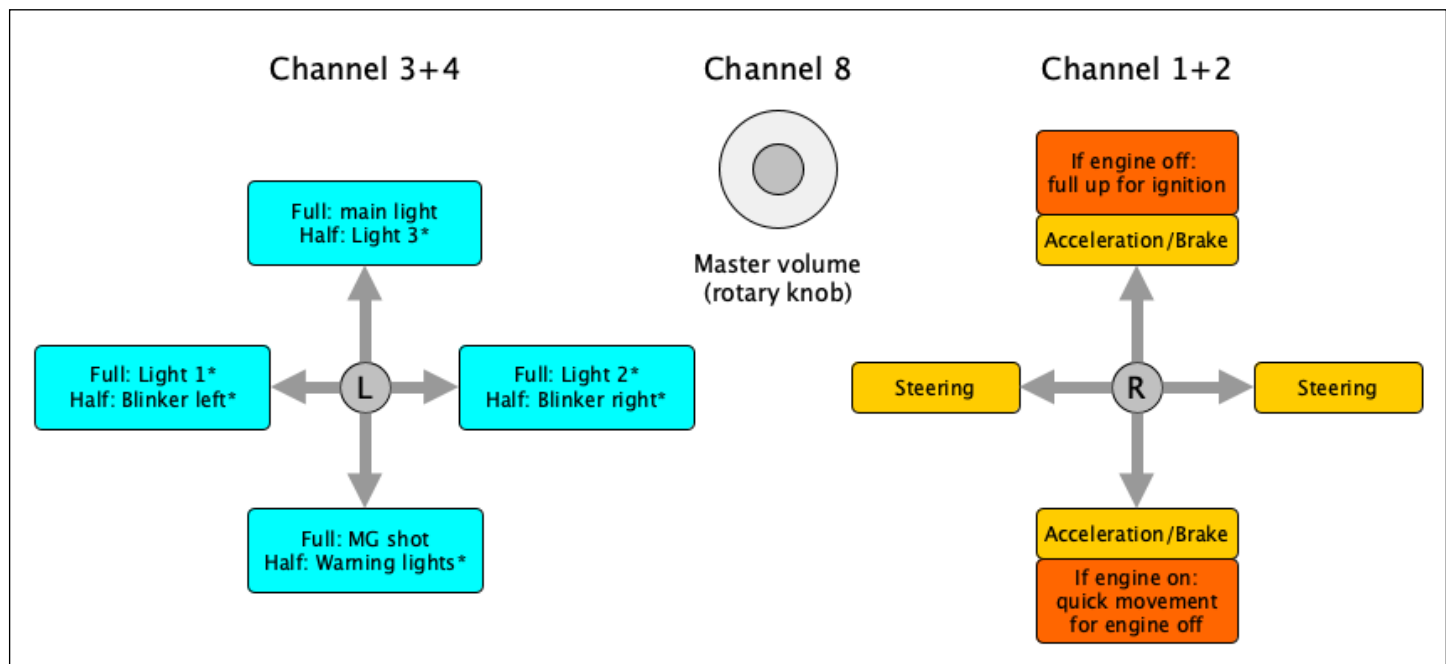 Channel 3+4
Channel 8
Channel 1+2
Full: main light
Half: Light 3*
Full: Light 1*
Half: Blinker left*
L
Full: Light 2*
Half: Blinker right*
Full: MG shot
Half: Warning lights*
Master volume
(rotary knob)
If engine off:
full up for ignition
Acceleration/Brake
Steering
R
Steering
Acceleration/Brake
If engine on:
quick movement
for engine off